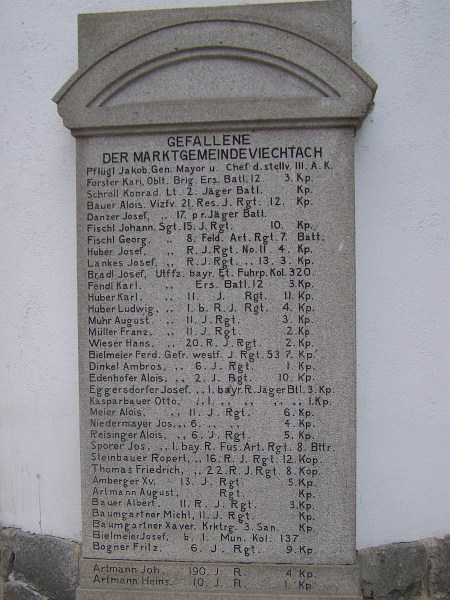 GEFALLENE
DER MARKTGEMEINDE VIECHTACH
Pflügl Jakob, Gen. Mayor u. Chef d. stellv. III. A. K.
Förster Karl, Oblt. Brig. Ers. Batl. 12 3. Kp.
Schroll Konrad, Lt. 2. Jäger Batl. Kp.
Bauer Alois, Vizfv. 21. Res. J. Rgt. 12. Kp.
Danzer Josef, „ 17. pr. Jäger Batl.
Fischl Johann, Sgt. 15. J. Rgt. 10. Kp.
Fischl Georg, „ 8. Feld. Art. Rgt. 7. Batt.
Huber Josef, „ R. J. Rgt. No. 11 4. Kp.
Lankes Josef, „ R. J. Rgt. „ 13, 3. Kp.
Bradl Josef, Utffz. bayr. Et. Fuhrp. Kol. 320
Fendl Karl, „ Ers. Batl. 12 3. Kp.
Huber Karl, „ 11. J. Rgt. 11. Kp.
Huber Ludwig, „ 1. b. R. J. Rgt. 4. Kp.
Muhr August, „ 11. J. Rgt. 3. Kp.
Müller Franz, „ 11. J. Rgt. 2. Kp.
Wieser Hans, „ 20. R. J. Rgt. 2. Kp.
Bielmeier Ferd. Gefr. westf. J. Rgt. 53 7. Kp.
Dinkel Ambros, „ 6. J. Rgt. 1. Kp.
Edenhofer Alois, „ 2. J. Rgt. 10. Kp.
Eggersdorfer Josef, „ 1. bayr. R. Jäger Btl. 3. Kp.
Kasparbauer Otto, „ 1. „ „ „ „ 1. Kp.
Meier Alois, „ 11. J. Rgt. 6. Kp.
Niedermayer Jos., „ 6. „ „ 4. Kp.
Reisinger Alois, „ 6. J. Rgt. 5. Kp.
Sporer Jos., „ 1. bay. R. Fus. Art. Rgt. 8. Bttr.
Steinbauer Ropert, „ 16. R. J. Rgt. 12. Kop.
Thomas Friedrich, „ 22. R. J. Rgt. 8. Kop.
Amberger Xv. 13. J. Rgt. 5. Kp.
Artmann August, Rgt. Kp.
Bauer Albert, 11. R. J. Rgt. 3. Kp.
Baumgartner Michl, 11. J. Rgt. Kp.
Baumgartner Xaver, Krktrg. 3. San. Kp.
Bielmeier Josef, b. 1. Mun. Kol. 137
Bogner Fritz, 6. J. Rgt. 9. Kp.
Artmann Joh. 190. J. R. 4. Kp.
Artmann Heins. 10. J. R. 1. Kp.